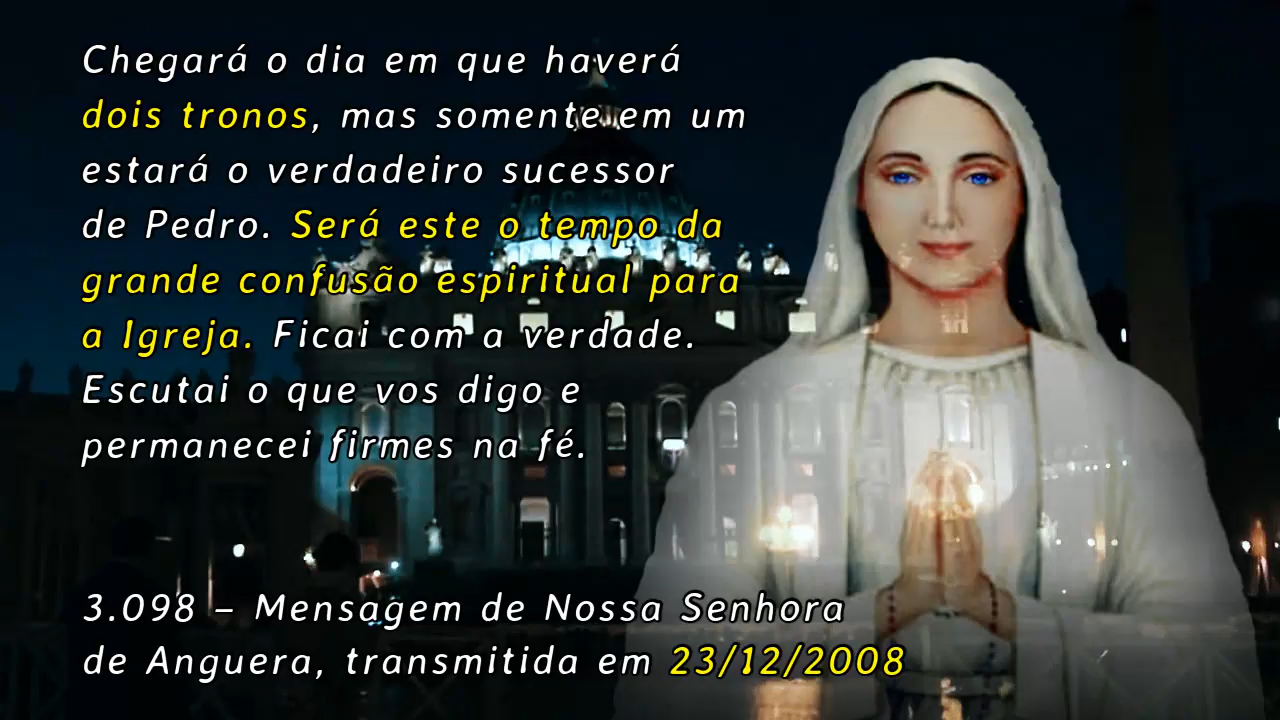 Chegará o dia em que haverá
dois tronos, mas somente em um
estará o verdadeiro sucessor
de Pedro. Será este o tempo da
grande confusão espiritual para
a Igreja. Ficai com a verdade.
Escutai o que vos digo e
permanecei firmes na fé.
3.098 – Mensagem de Nossa Senhora
de Anguera, transmitida em 23/12/2008